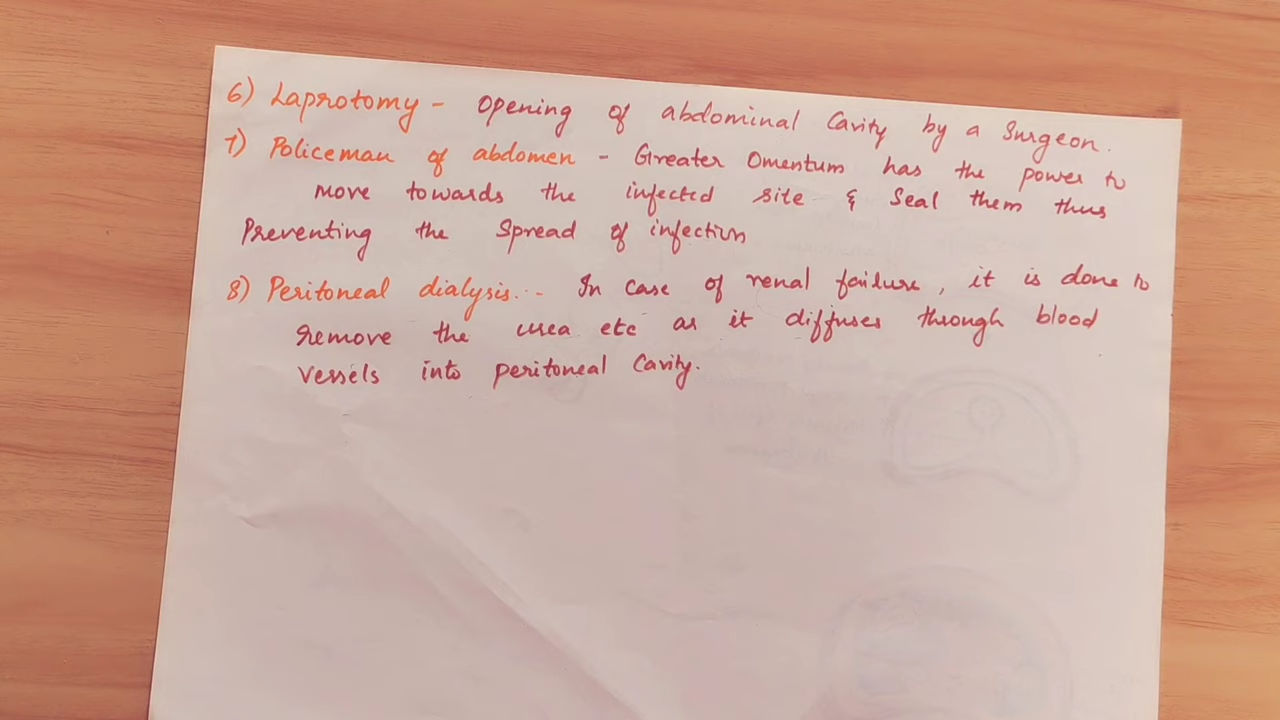 6) Laprotomy - Opening of abdominal Cavity by a Surgeon.
7) Policeman of abdomen - Greater Omentum has the power to
move towards the infected site & Seal them thus
Preventing the Spread of infection
8) Peritoneal dialysis.- In case of renal failure, it is done to
remove the urea etc as it diffuses through blood
vessels into peritoneal Cavity.